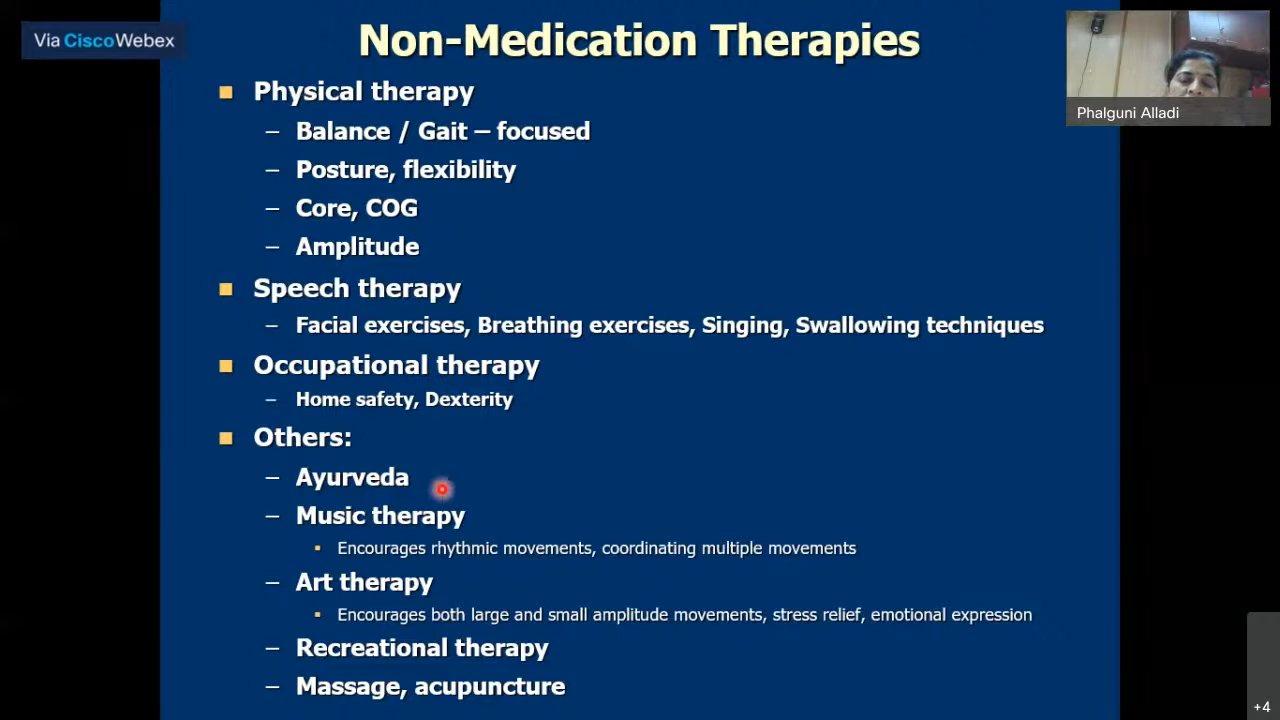 Via Cisco Webex
Non-Medication Therapies
Phalguni Alladi
■ Physical therapy
– Balance / Gait – focused
– Posture, flexibility
– Core, COG
– Amplitude
■ Speech therapy
– Facial exercises, Breathing exercises, Singing, Swallowing techniques
■ Occupational therapy
– Home safety, Dexterity
■ Others:
– Ayurveda
– Music therapy
▪ Encourages rhythmic movements, coordinating multiple movements
– Art therapy
▪ Encourages both large and small amplitude movements, stress relief, emotional expression
– Recreational therapy
– Massage, acupuncture
+4